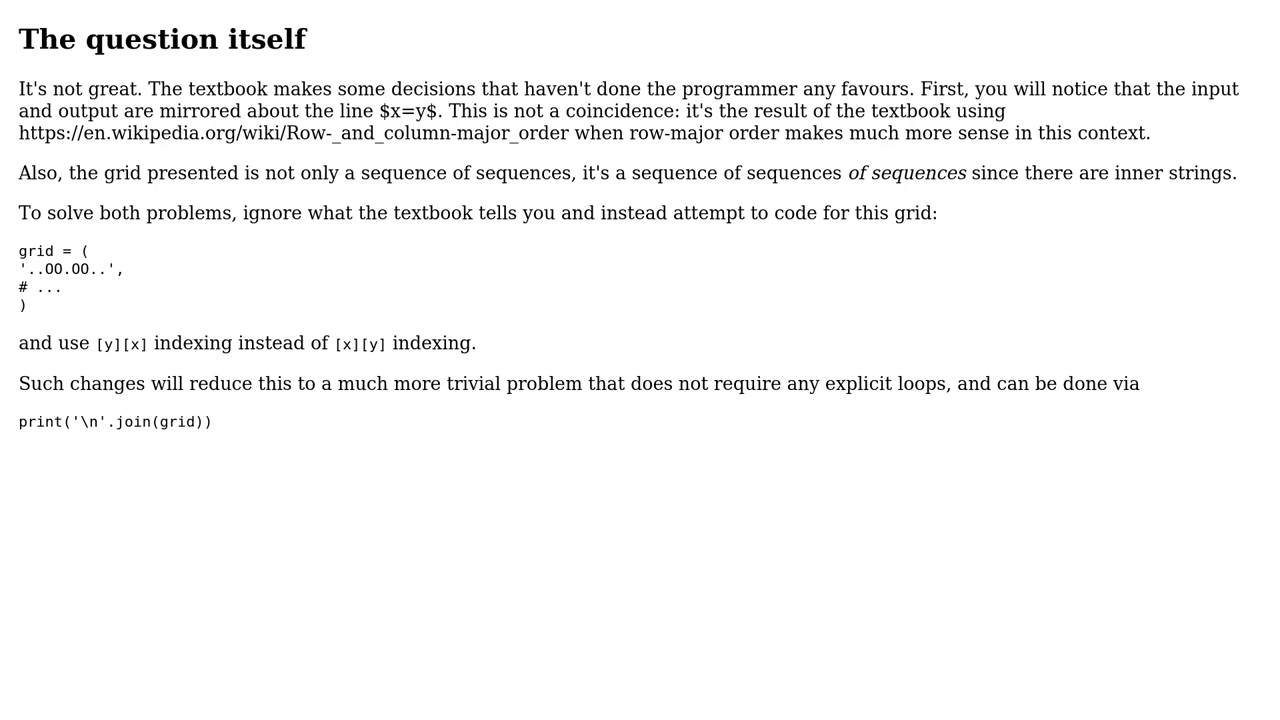 The question itself
It's not great. The textbook makes some decisions that haven't done the programmer any favours. First, you will notice that the input
and output are mirrored about the line $x=y$. This is not a coincidence: it's the result of the textbook using
https://en.wikipedia.org/wiki/Row-_and_column-major_order when row-major order makes much more sense in this context.
Also, the grid presented is not only a sequence of sequences, it's a sequence of sequences of sequences since there are inner strings.
To solve both problems, ignore what the textbook tells you and instead attempt to code for this grid:
grid = (
'..OO.OO..',
# ...
)
and use [y][x] indexing instead of [x][y] indexing.
Such changes will reduce this to a much more trivial problem that does not require any explicit loops, and can be done via
print('\n'.join(grid))